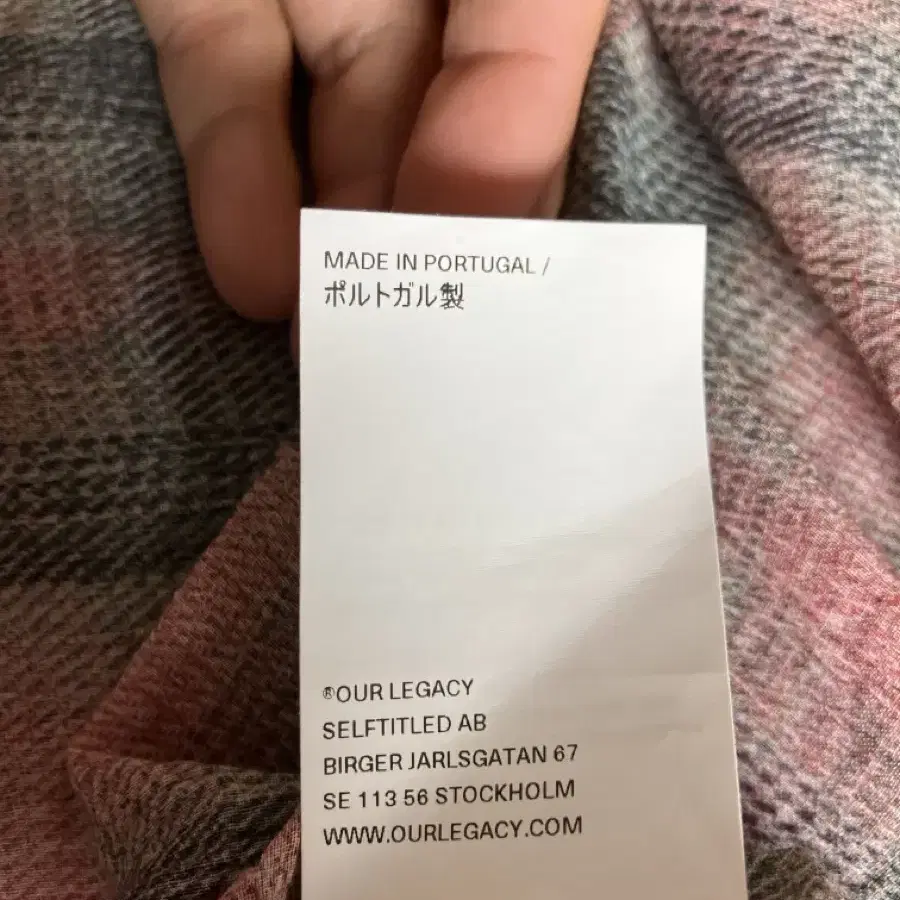 MADE IN PORTUGAL /
ポルトガル製
®OUR LEGACY
SELFTITLED AB
BIRGER JARLSGATAN 67
SE 113 56 STOCKHOLM
WWW.OURLEGACY.COM